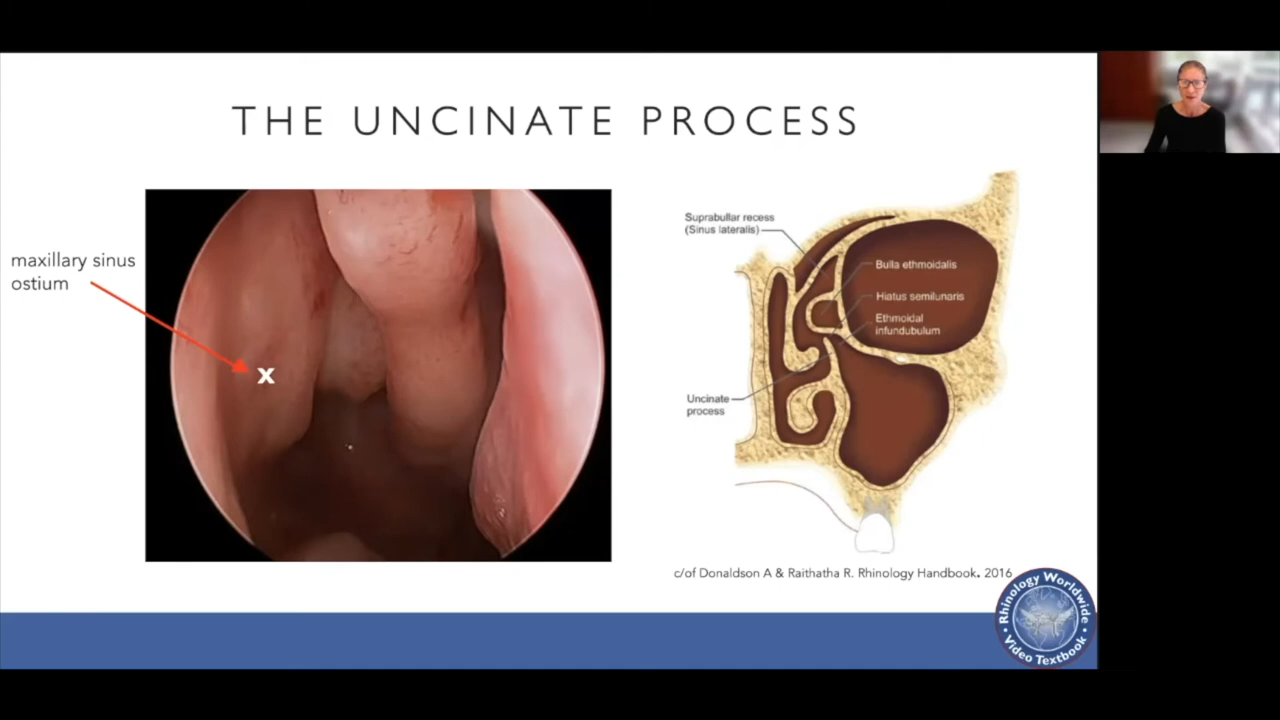 THE UNCINATE PROCESS
maxillary sinus
ostium
x
Suprabullar recess
(Sinus lateralis)
Bulla ethmoidalis
Hiatus semilunaris
Ethmoidal
infundubulum
Uncinate
process
c/of Donaldson A & Raithatha R. Rhinology Handbook. 2016
Rhinology Worldwide
Video Textbook